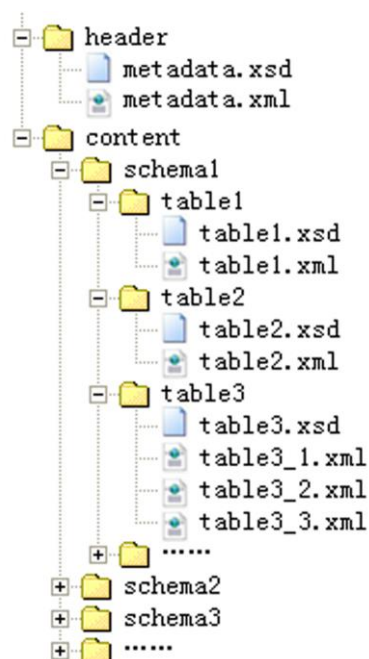 header
metadata.xsd
metadata.xml
content
schema1
table1
table1.xsd
table1.xml
table2
table2.xsd
table2.xml
table3
table3.xsd
table3_1.xml
table3_2.xml
table3_3.xml
……
schema2
schema3
……